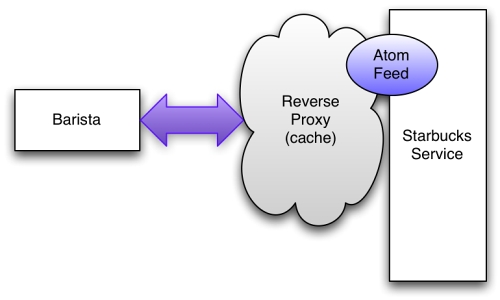 Barista
Reverse
Proxy
(cache)
Atom
Feed
Starbucks
Service